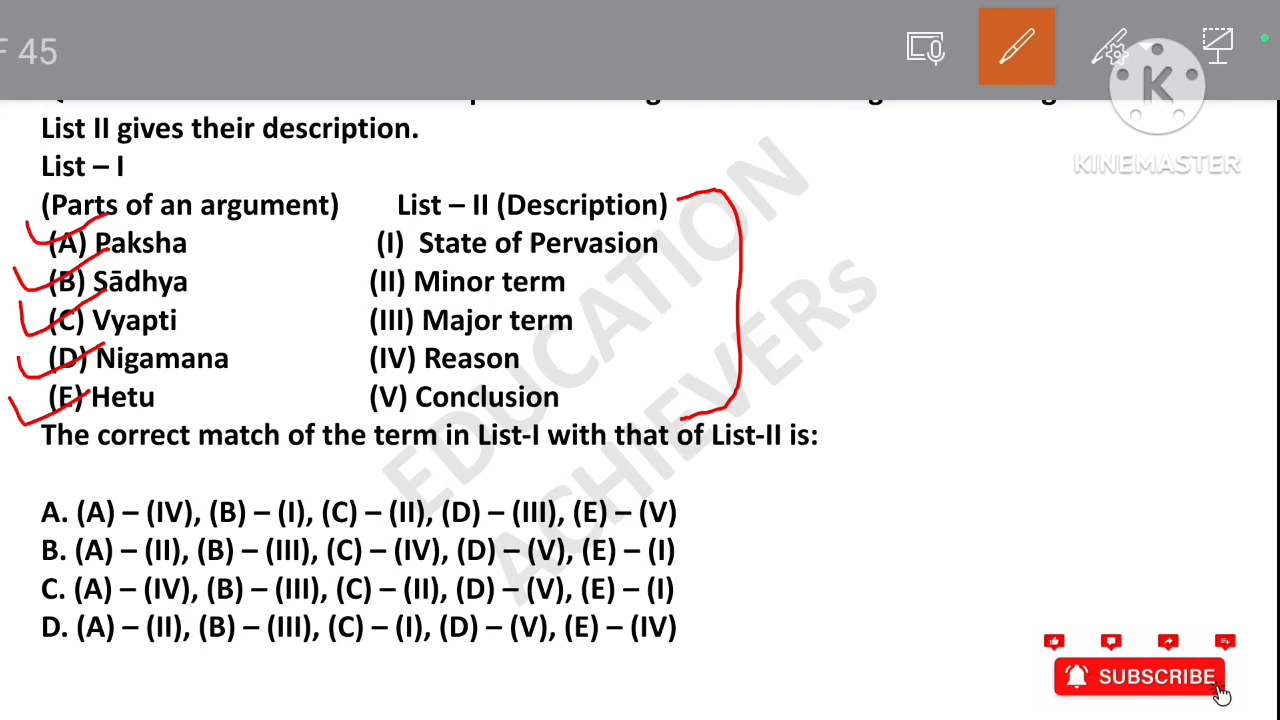 F 45
K
KINEMASTER
List II gives their description.
List – I
(Parts of an argument) List – II (Description)
(A) Paksha (I) State of Pervasion
(B) Sādhya (II) Minor term
(C) Vyapti (III) Major term
(D) Nigamana (IV) Reason
(E) Hetu (V) Conclusion
The correct match of the term in List-I with that of List-II is:
A. (A) – (IV), (B) – (I), (C) – (II), (D) – (III), (E) – (V)
B. (A) – (II), (B) – (III), (C) – (IV), (D) – (V), (E) – (I)
C. (A) – (IV), (B) – (III), (C) – (II), (D) – (V), (E) – (I)
D. (A) – (II), (B) – (III), (C) – (I), (D) – (V), (E) – (IV)
EDUCATION
ACHIEVERS
SUBSCRIBE